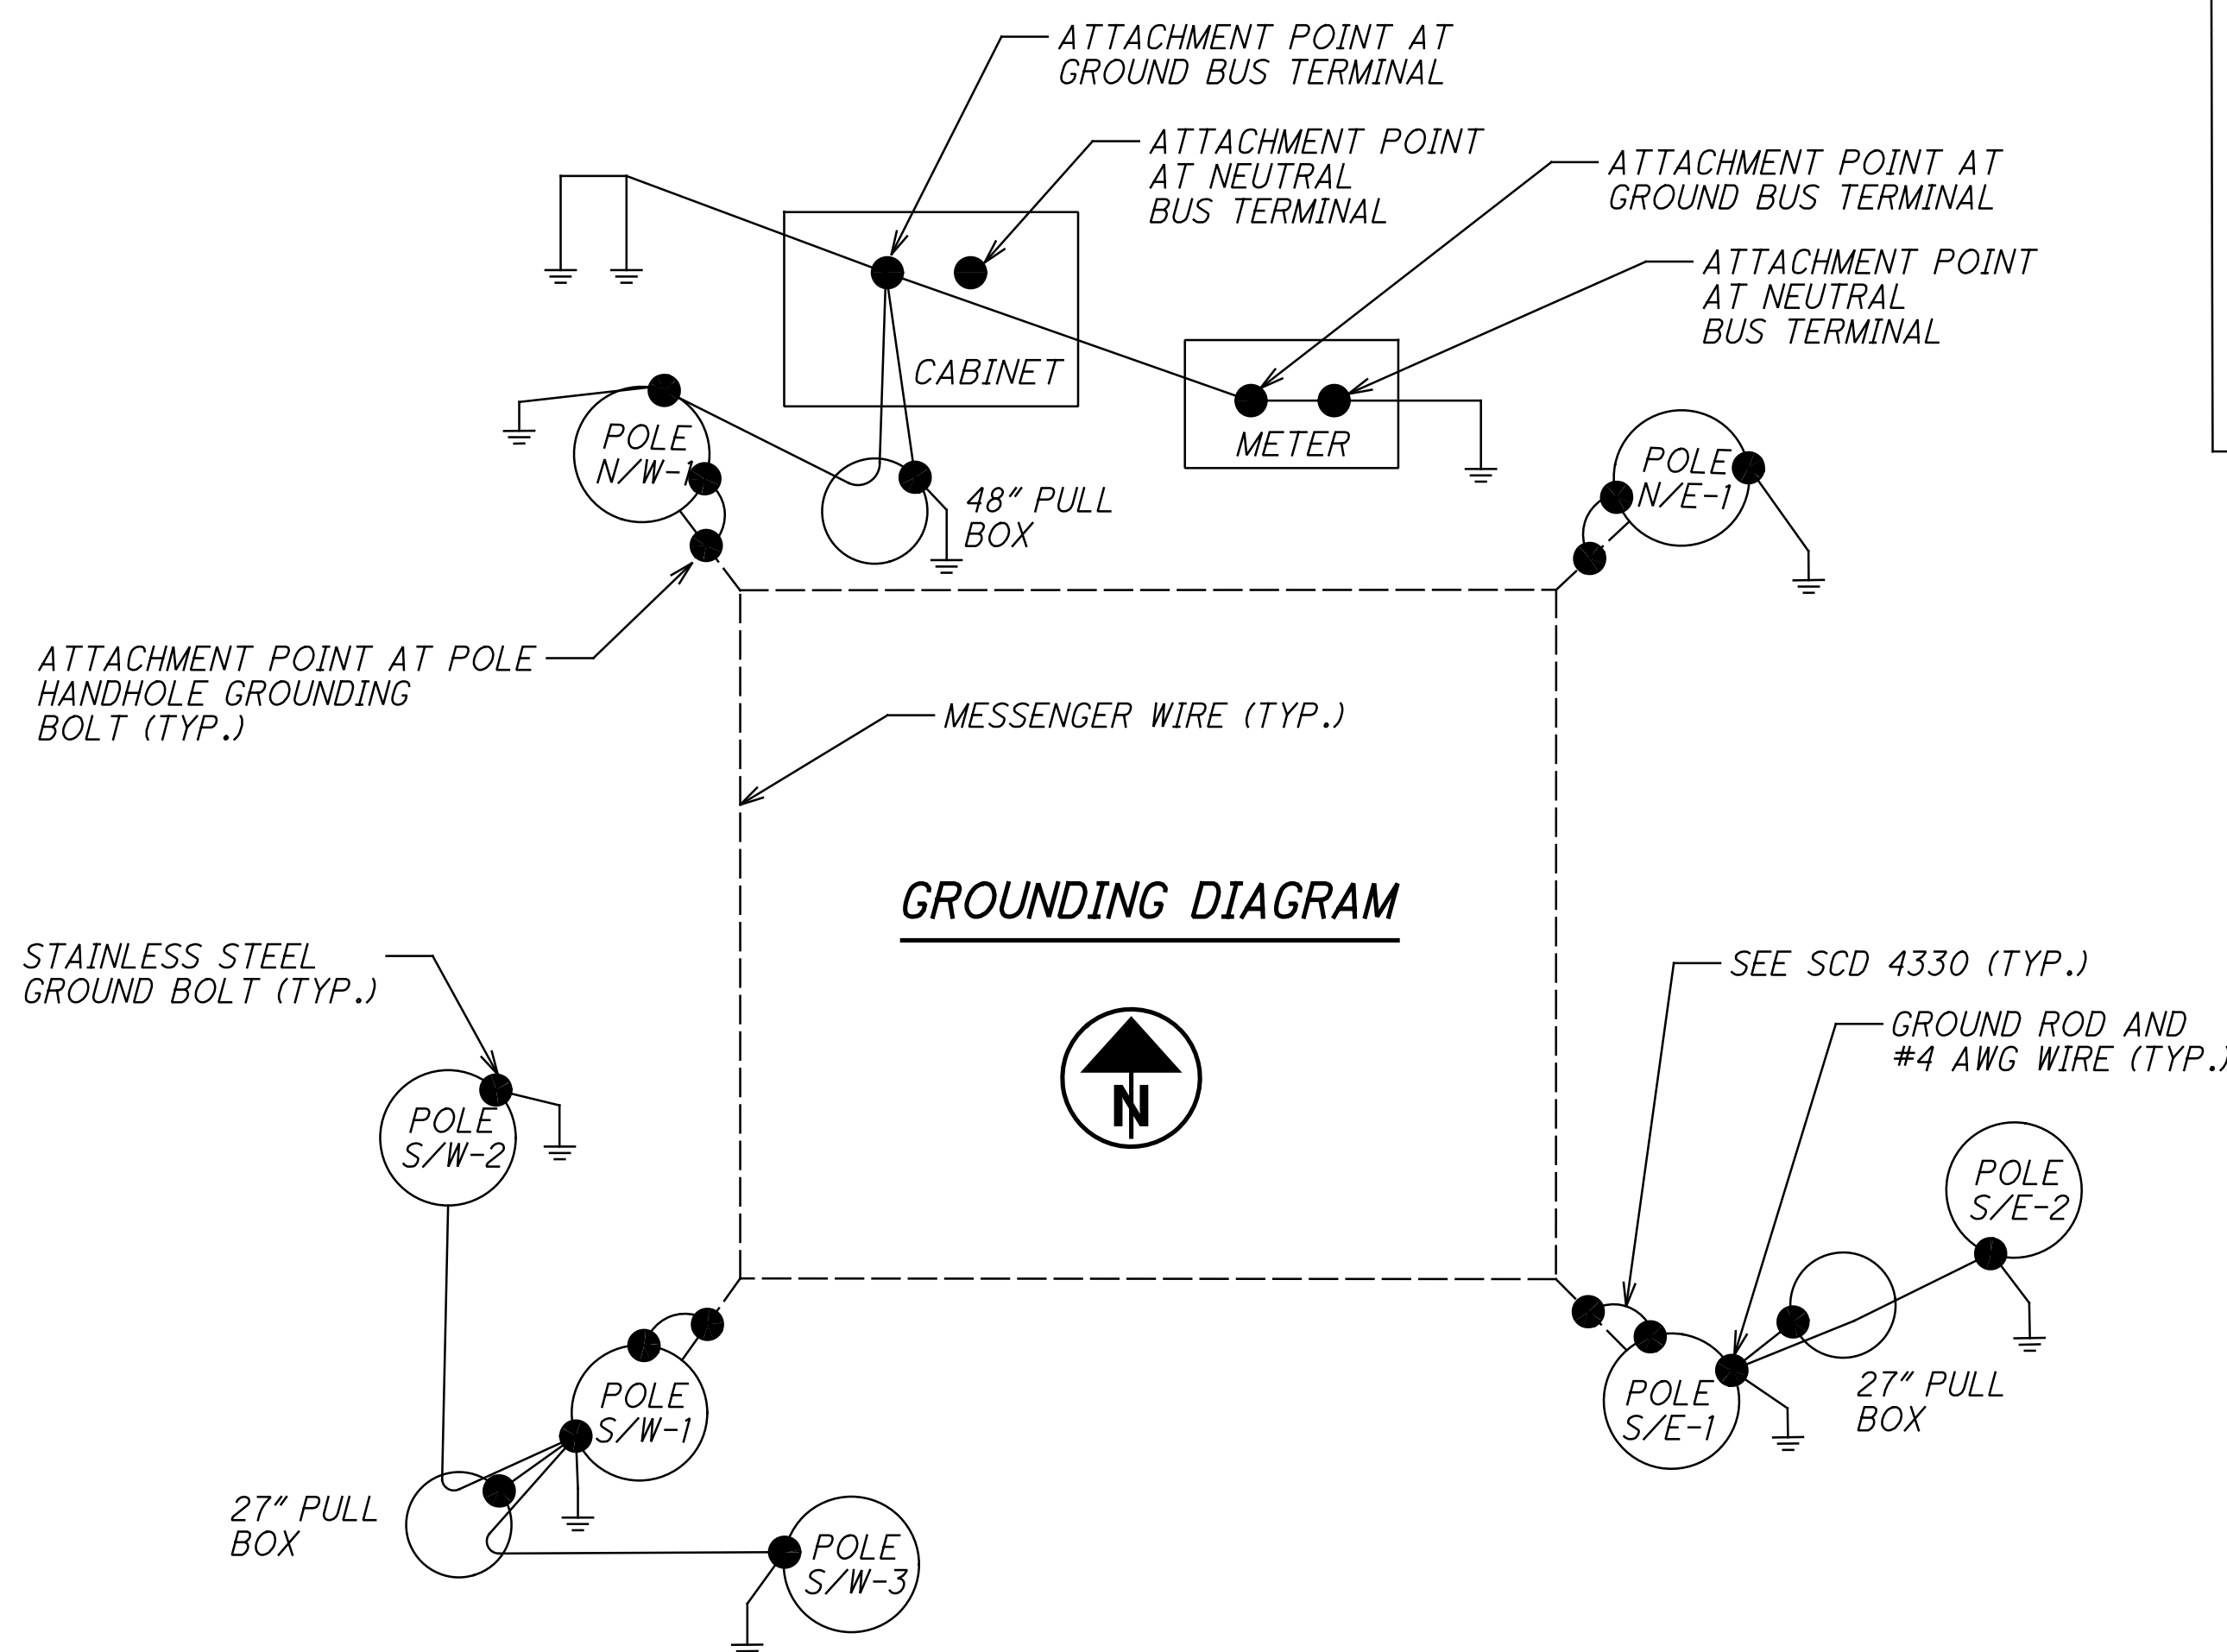 ATTACHMENT POINT AT
GROUND BUS TERMINAL
ATTACHMENT POINT
AT NEUTRAL
BUS TERMINAL
ATTACHMENT POINT AT
GROUND BUS TERMINAL
ATTACHMENT POINT
AT NEUTRAL
BUS TERMINAL
CABINET
METER
POLE
N/W-1
POLE
N/E-1
48" PULL
BOX
ATTACHMENT POINT AT POLE
HANDHOLE GROUNDING
BOLT (TYP.)
MESSENGER WIRE (TYP.)
GROUNDING DIAGRAM
N
STAINLESS STEEL
GROUND BOLT (TYP.)
SEE SCD 4330 (TYP.)
GROUND ROD AND
#4 AWG WIRE (TYP.)
POLE
S/W-2
POLE
S/E-2
POLE
S/W-1
POLE
S/E-1
27" PULL
BOX
27" PULL
BOX
POLE
S/W-3